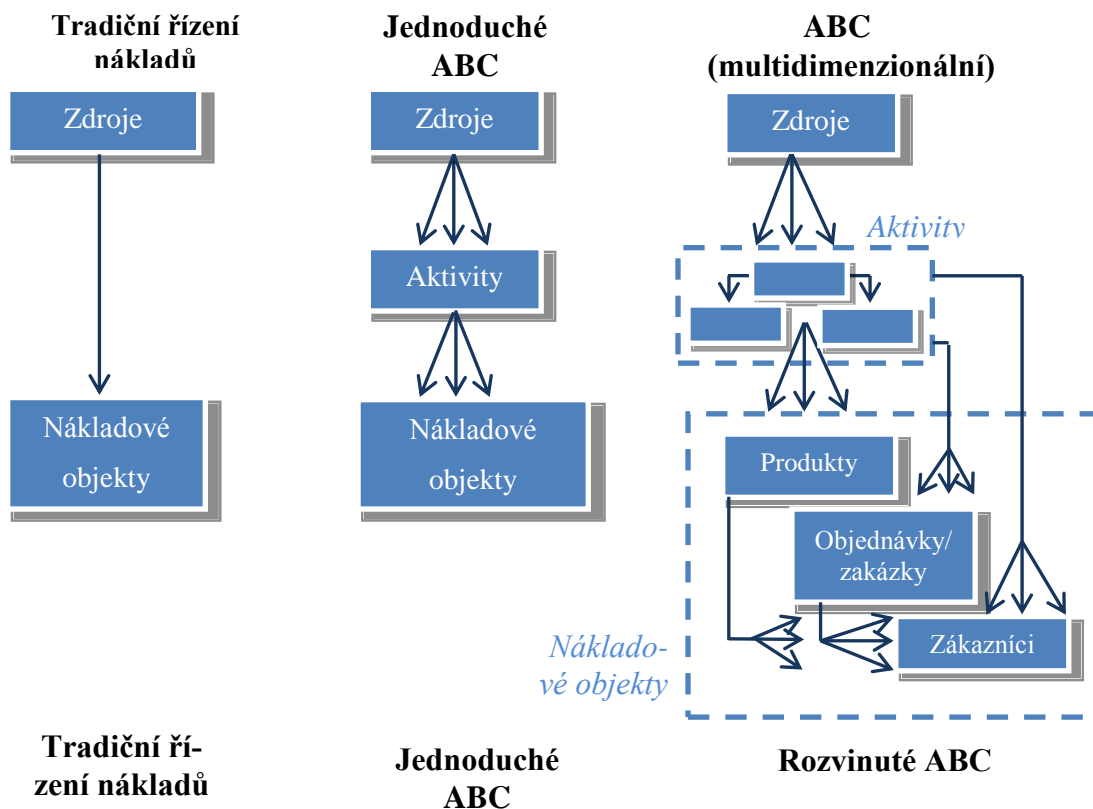 Tradiční řízení
nákladů
Zdroje
Nákladové
objekty
Tradiční ří-
zení nákladů
Jednoduché
ABC
Zdroje
Aktivity
Nákladové
objekty
Jednoduché
ABC
ABC
(multidimenzionální)
Zdroje
Aktivity
Produkty
Objednávky/
zakázky
Zákazníci
Náklado-
vé objekty
Rozvinuté ABC